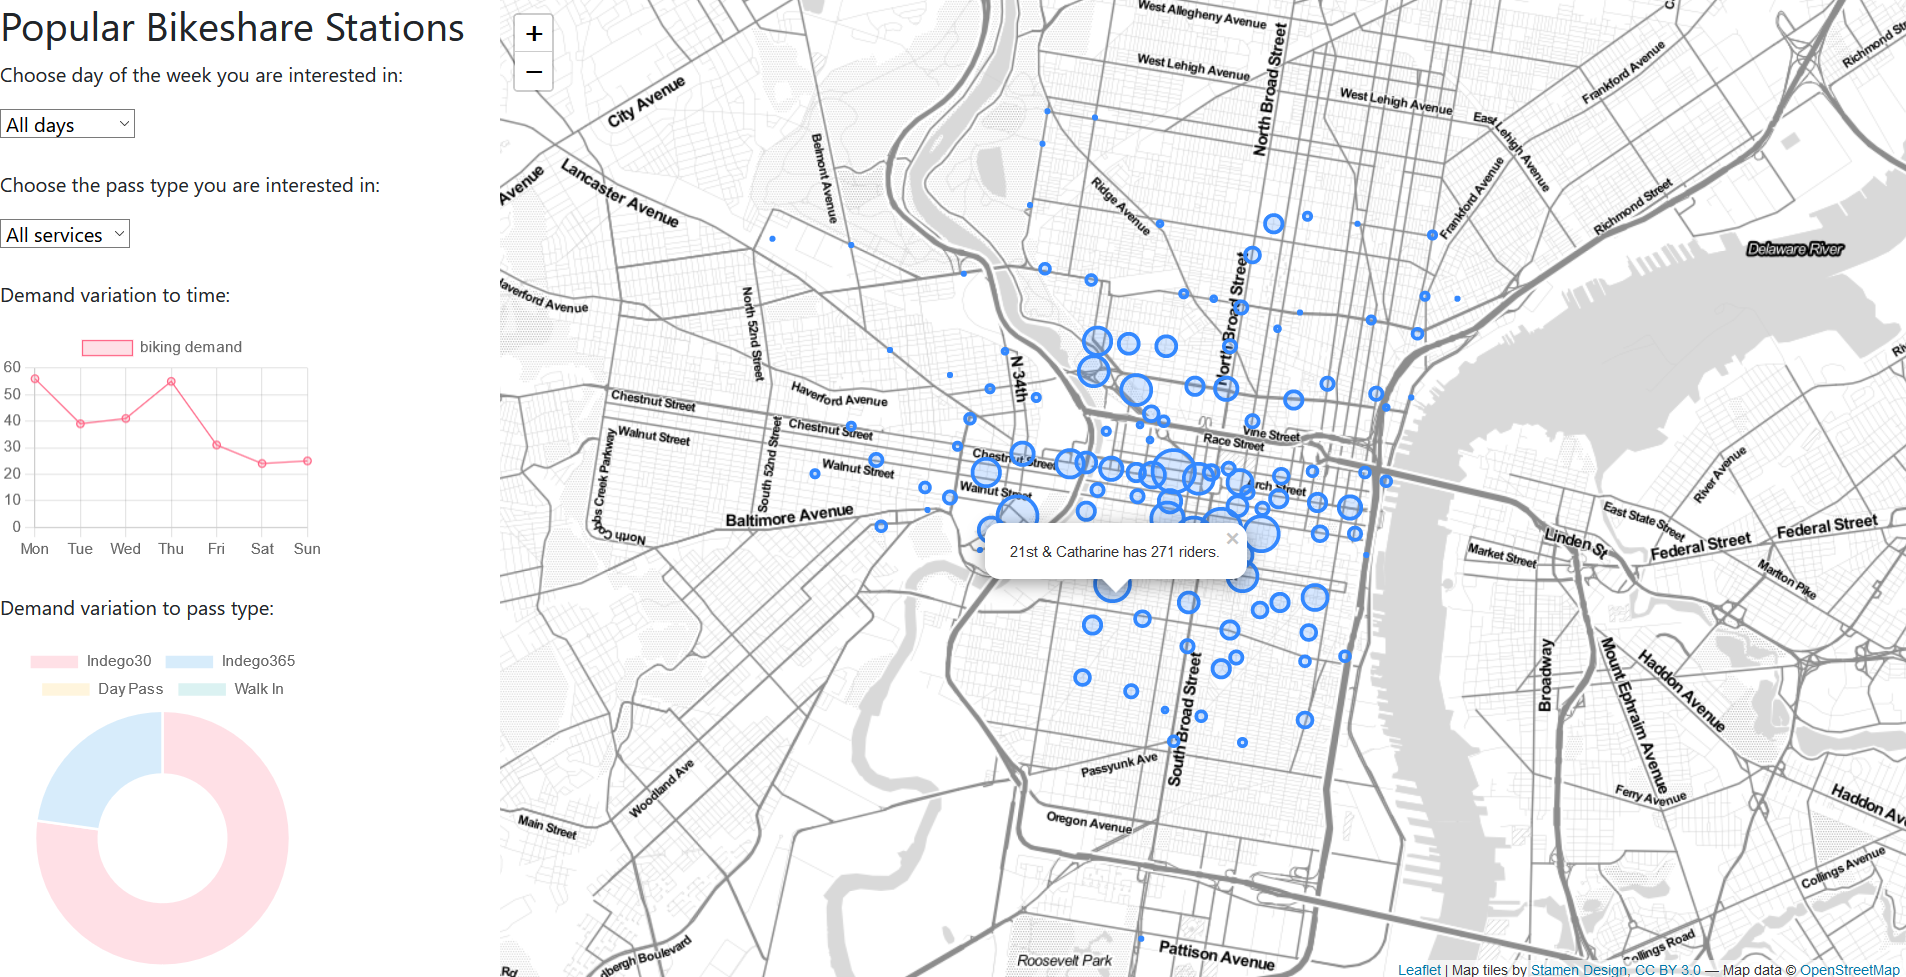 Popular Bikeshare Stations
Choose day of the week you are interested in:
All days
Choose the pass type you are interested in:
All services
Demand variation to time:
biking demand
60
50
40
30
20
10
0
Mon Tue Wed Thu Fri Sat Sun
Demand variation to pass type:
Indego30 Indego365
Day Pass Walk In
+
−
West Allegheny Avenue
North Broad Street
West Lehigh Avenue
West Lehigh Avenue
East Lehigh Avenue
Frankford Avenue
Richmond
City Avenue
Belmont Avenue
Lancaster Avenue
Avenue
Ridge Avenue
Frankford Avenue
Richmond Street
Delaware River
North Broad Street
North 52nd Street
N 34th
Haverford Avenue
Chestnut Street
Walnut Street
Chestnut Street
Walnut Street
Chestnut Street
Walnut Street
South 52nd Street
Baltimore Avenue
Vine Street
Race Street
Arch Street
River Avenue
East State Street
Federal Street
Federal Street
Linden St
Market Street
Marlton Pike
21st & Catharine has 271 riders.
×
South Broad Street
Broadway
Mount Ephraim Avenue
Haddon Avenue
Passyunk Ave
Woodland Ave
Main Street
Oregon Avenue
Ferry Avenue
Haddon
Collings Avenue
Collings Road
Roosevelt Park
Pattison Avenue
Rd
Boulevard
Leaflet | Map tiles by Stamen Design, CC BY 3.0 — Map data © OpenStreetMap